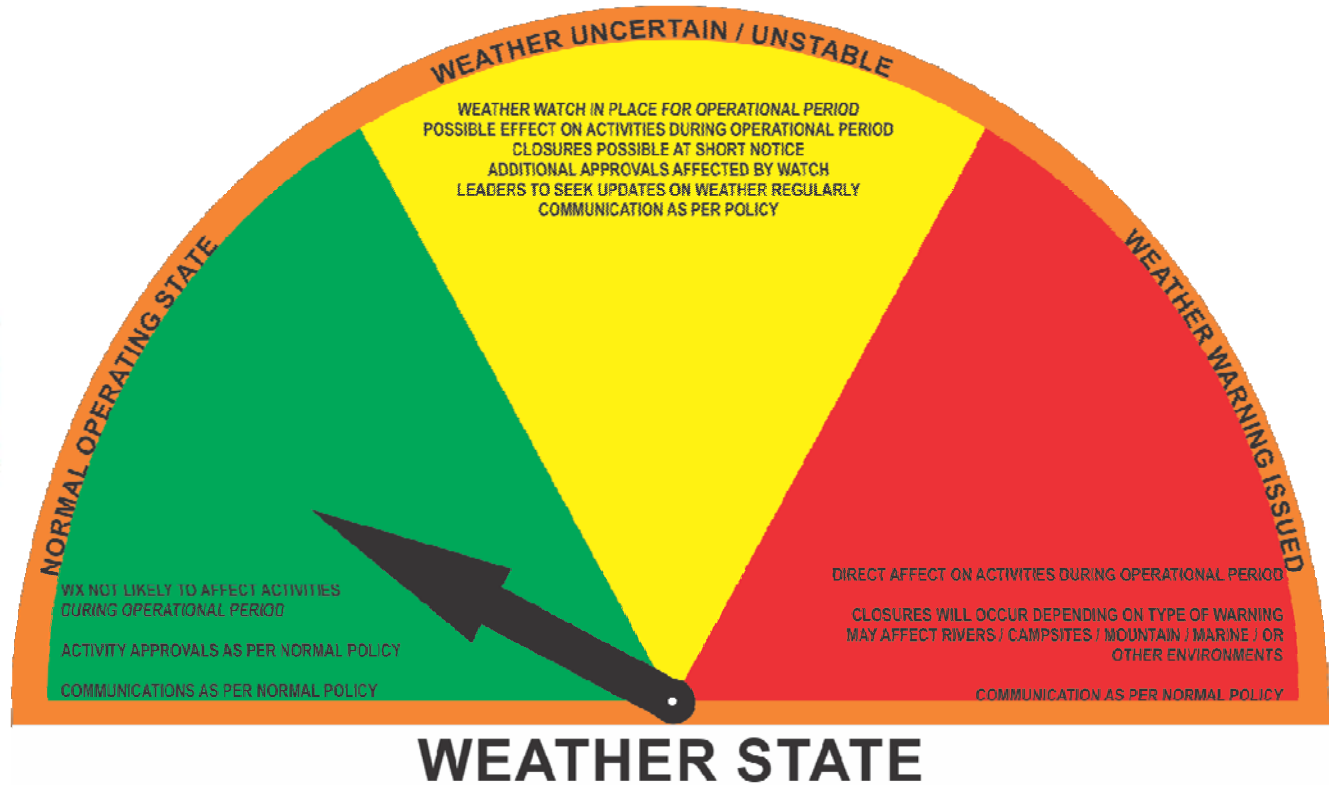 WEATHER UNCERTAIN / UNSTABLE
WEATHER WATCH IN PLACE FOR OPERATIONAL PERIOD
POSSIBLE EFFECT ON ACTIVITIES DURING OPERATIONAL PERIOD
CLOSURES POSSIBLE AT SHORT NOTICE
ADDITIONAL APPROVALS AFFECTED BY WATCH
LEADERS TO SEEK UPDATES ON WEATHER REGULARLY
COMMUNICATION AS PER POLICY
NORMAL OPERATING STATE
WX NOT LIKELY TO AFFECT ACTIVITIES
DURING OPERATIONAL PERIOD
ACTIVITY APPROVALS AS PER NORMAL POLICY
COMMUNICATIONS AS PER NORMAL POLICY
WEATHER WARNING ISSUED
DIRECT AFFECT ON ACTIVITIES DURING OPERATIONAL PERIOD
CLOSURES WILL OCCUR DEPENDING ON TYPE OF WARNING
MAY AFFECT RIVERS / CAMPSITES / MOUNTAIN / MARINE / OR
OTHER ENVIRONMENTS
COMMUNICATION AS PER NORMAL POLICY
WEATHER STATE